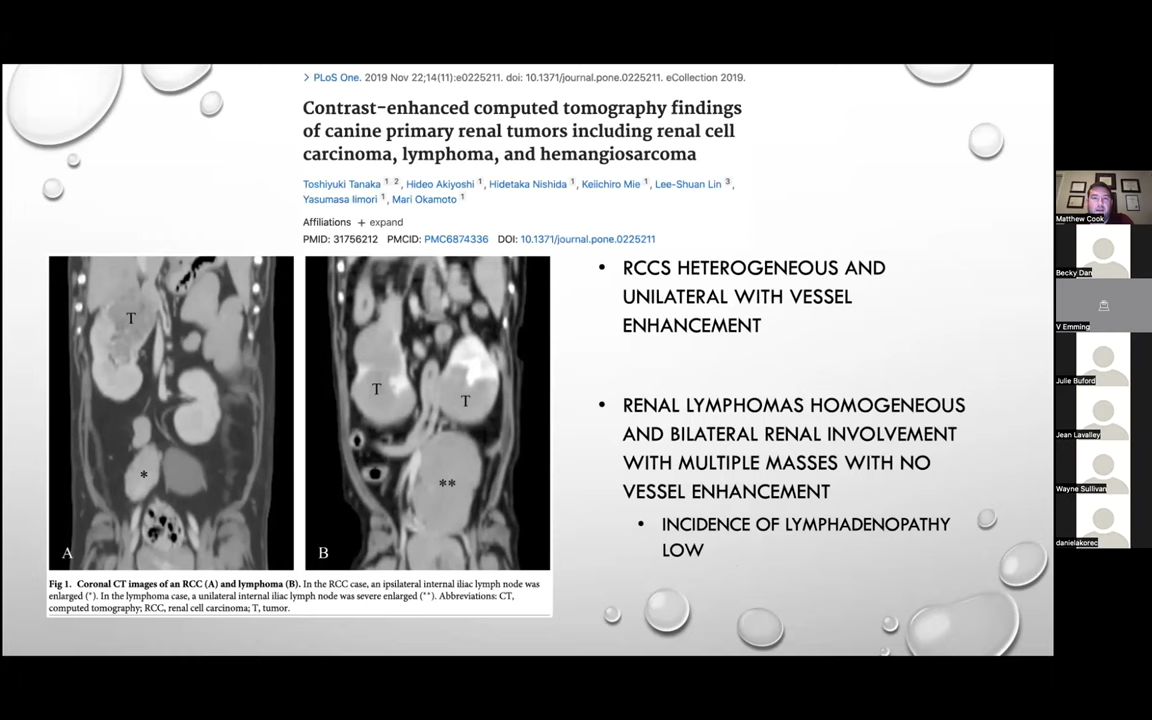 > PLoS One. 2019 Nov 22;14(11):e0225211. doi: 10.1371/journal.pone.0225211. eCollection 2019.
Contrast-enhanced computed tomography findings
of canine primary renal tumors including renal cell
carcinoma, lymphoma, and hemangiosarcoma
Toshiyuki Tanaka 1 2, Hideo Akiyoshi 1, Hidetaka Nishida 1, Keiichiro Mie 1, Lee-Shuan Lin 3,
Yasumasa Iimori 1, Mari Okamoto 1
Affiliations + expand
PMID: 31756212 PMCID: PMC6874336 DOI: 10.1371/journal.pone.0225211
T
*
A
T
T
**
B
Fig 1. Coronal CT images of an RCC (A) and lymphoma (B). In the RCC case, an ipsilateral internal iliac lymph node was
enlarged (*). In the lymphoma case, a unilateral internal iliac lymph node was severe enlarged (**). Abbreviations: CT,
computed tomography; RCC, renal cell carcinoma; T, tumor.
• RCCS HETEROGENEOUS AND
UNILATERAL WITH VESSEL
ENHANCEMENT
• RENAL LYMPHOMAS HOMOGENEOUS
AND BILATERAL RENAL INVOLVEMENT
WITH MULTIPLE MASSES WITH NO
VESSEL ENHANCEMENT
• INCIDENCE OF LYMPHADENOPATHY
LOW
Matthew Cook
Becky Dan
V Emming
Julie Buford
Jean Lavalley
Wayne Sullivan
danielakorec